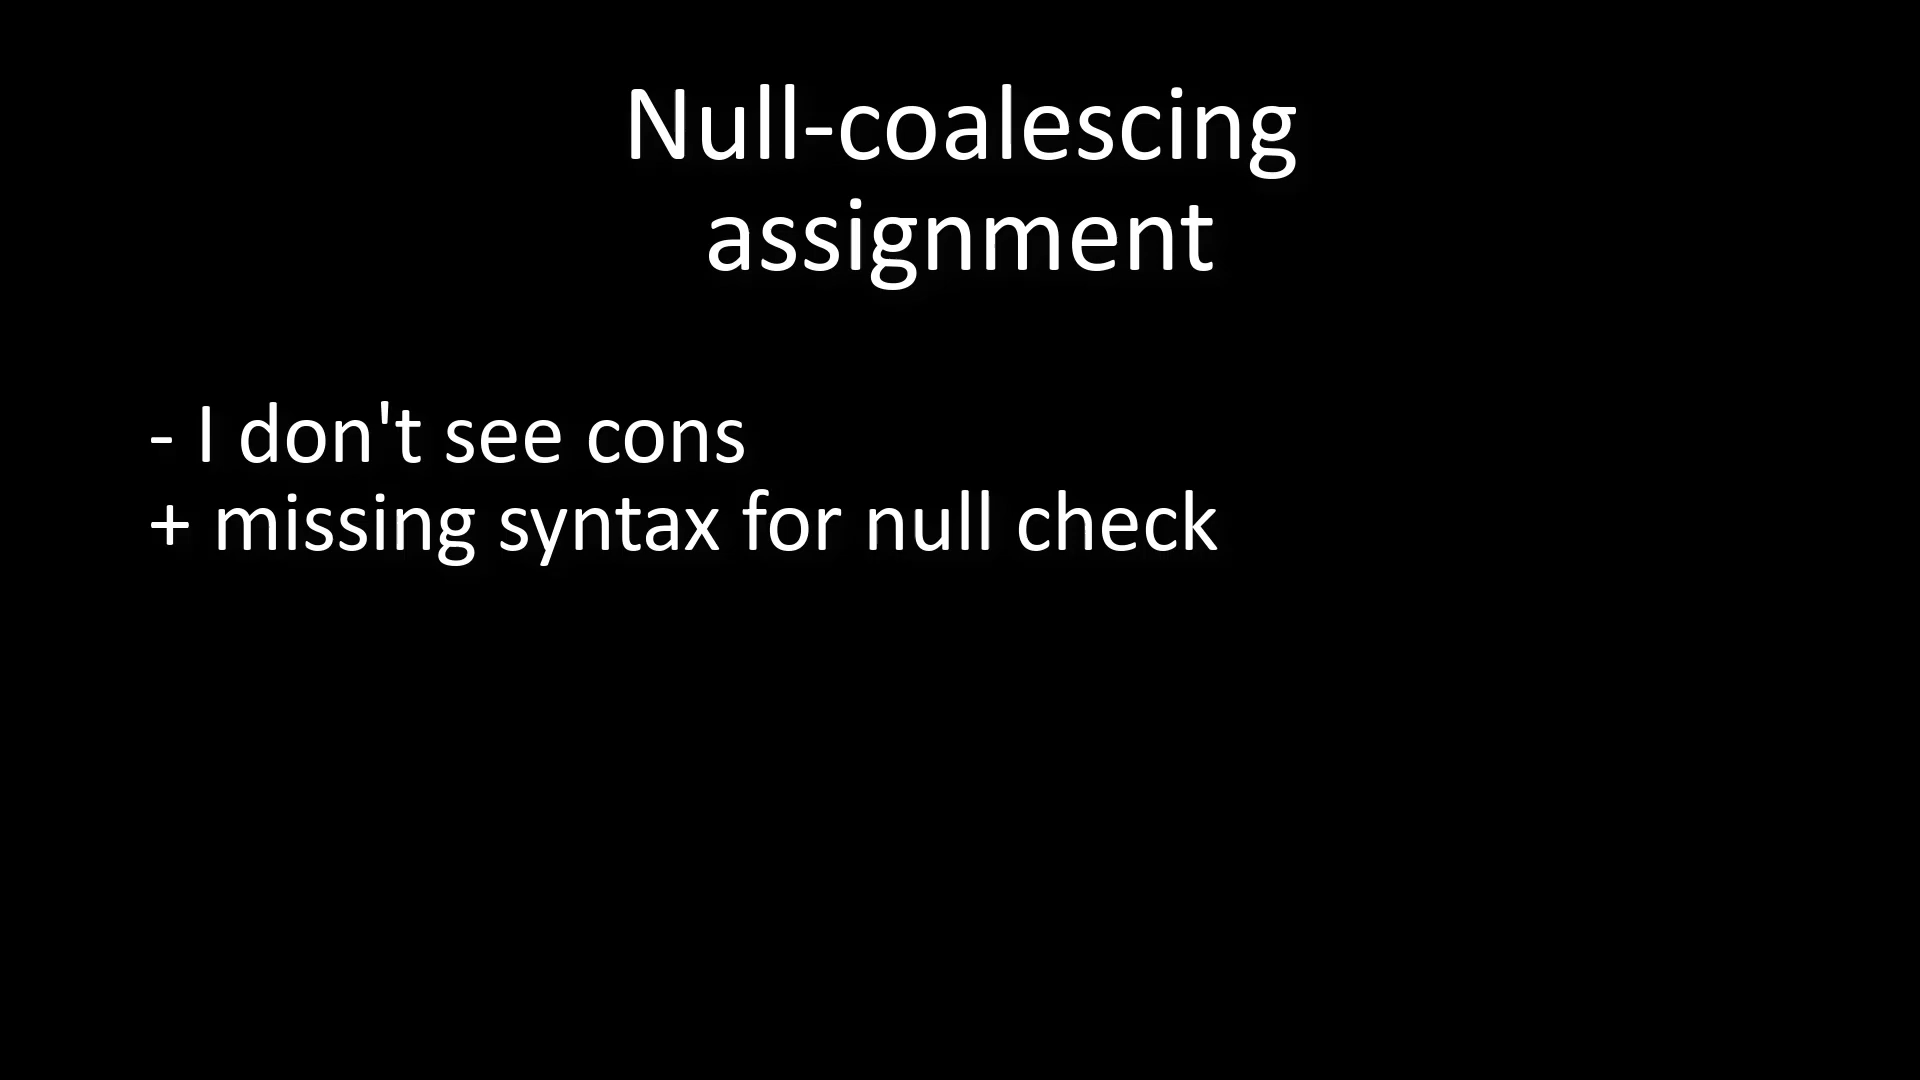 Null-coalescing
assignment
- I don't see cons
+ missing syntax for null check